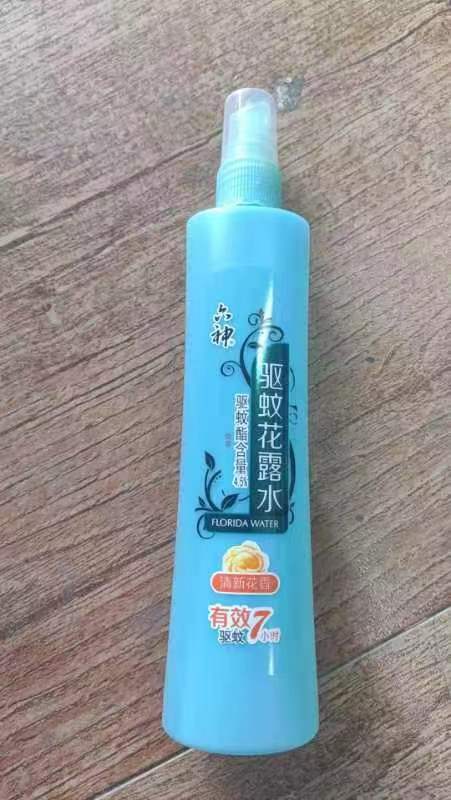 六神
驱蚊花露水
驱蚊酯含量4.5%
FLORIDA WATER
清新花香
有效
驱蚊
7小时